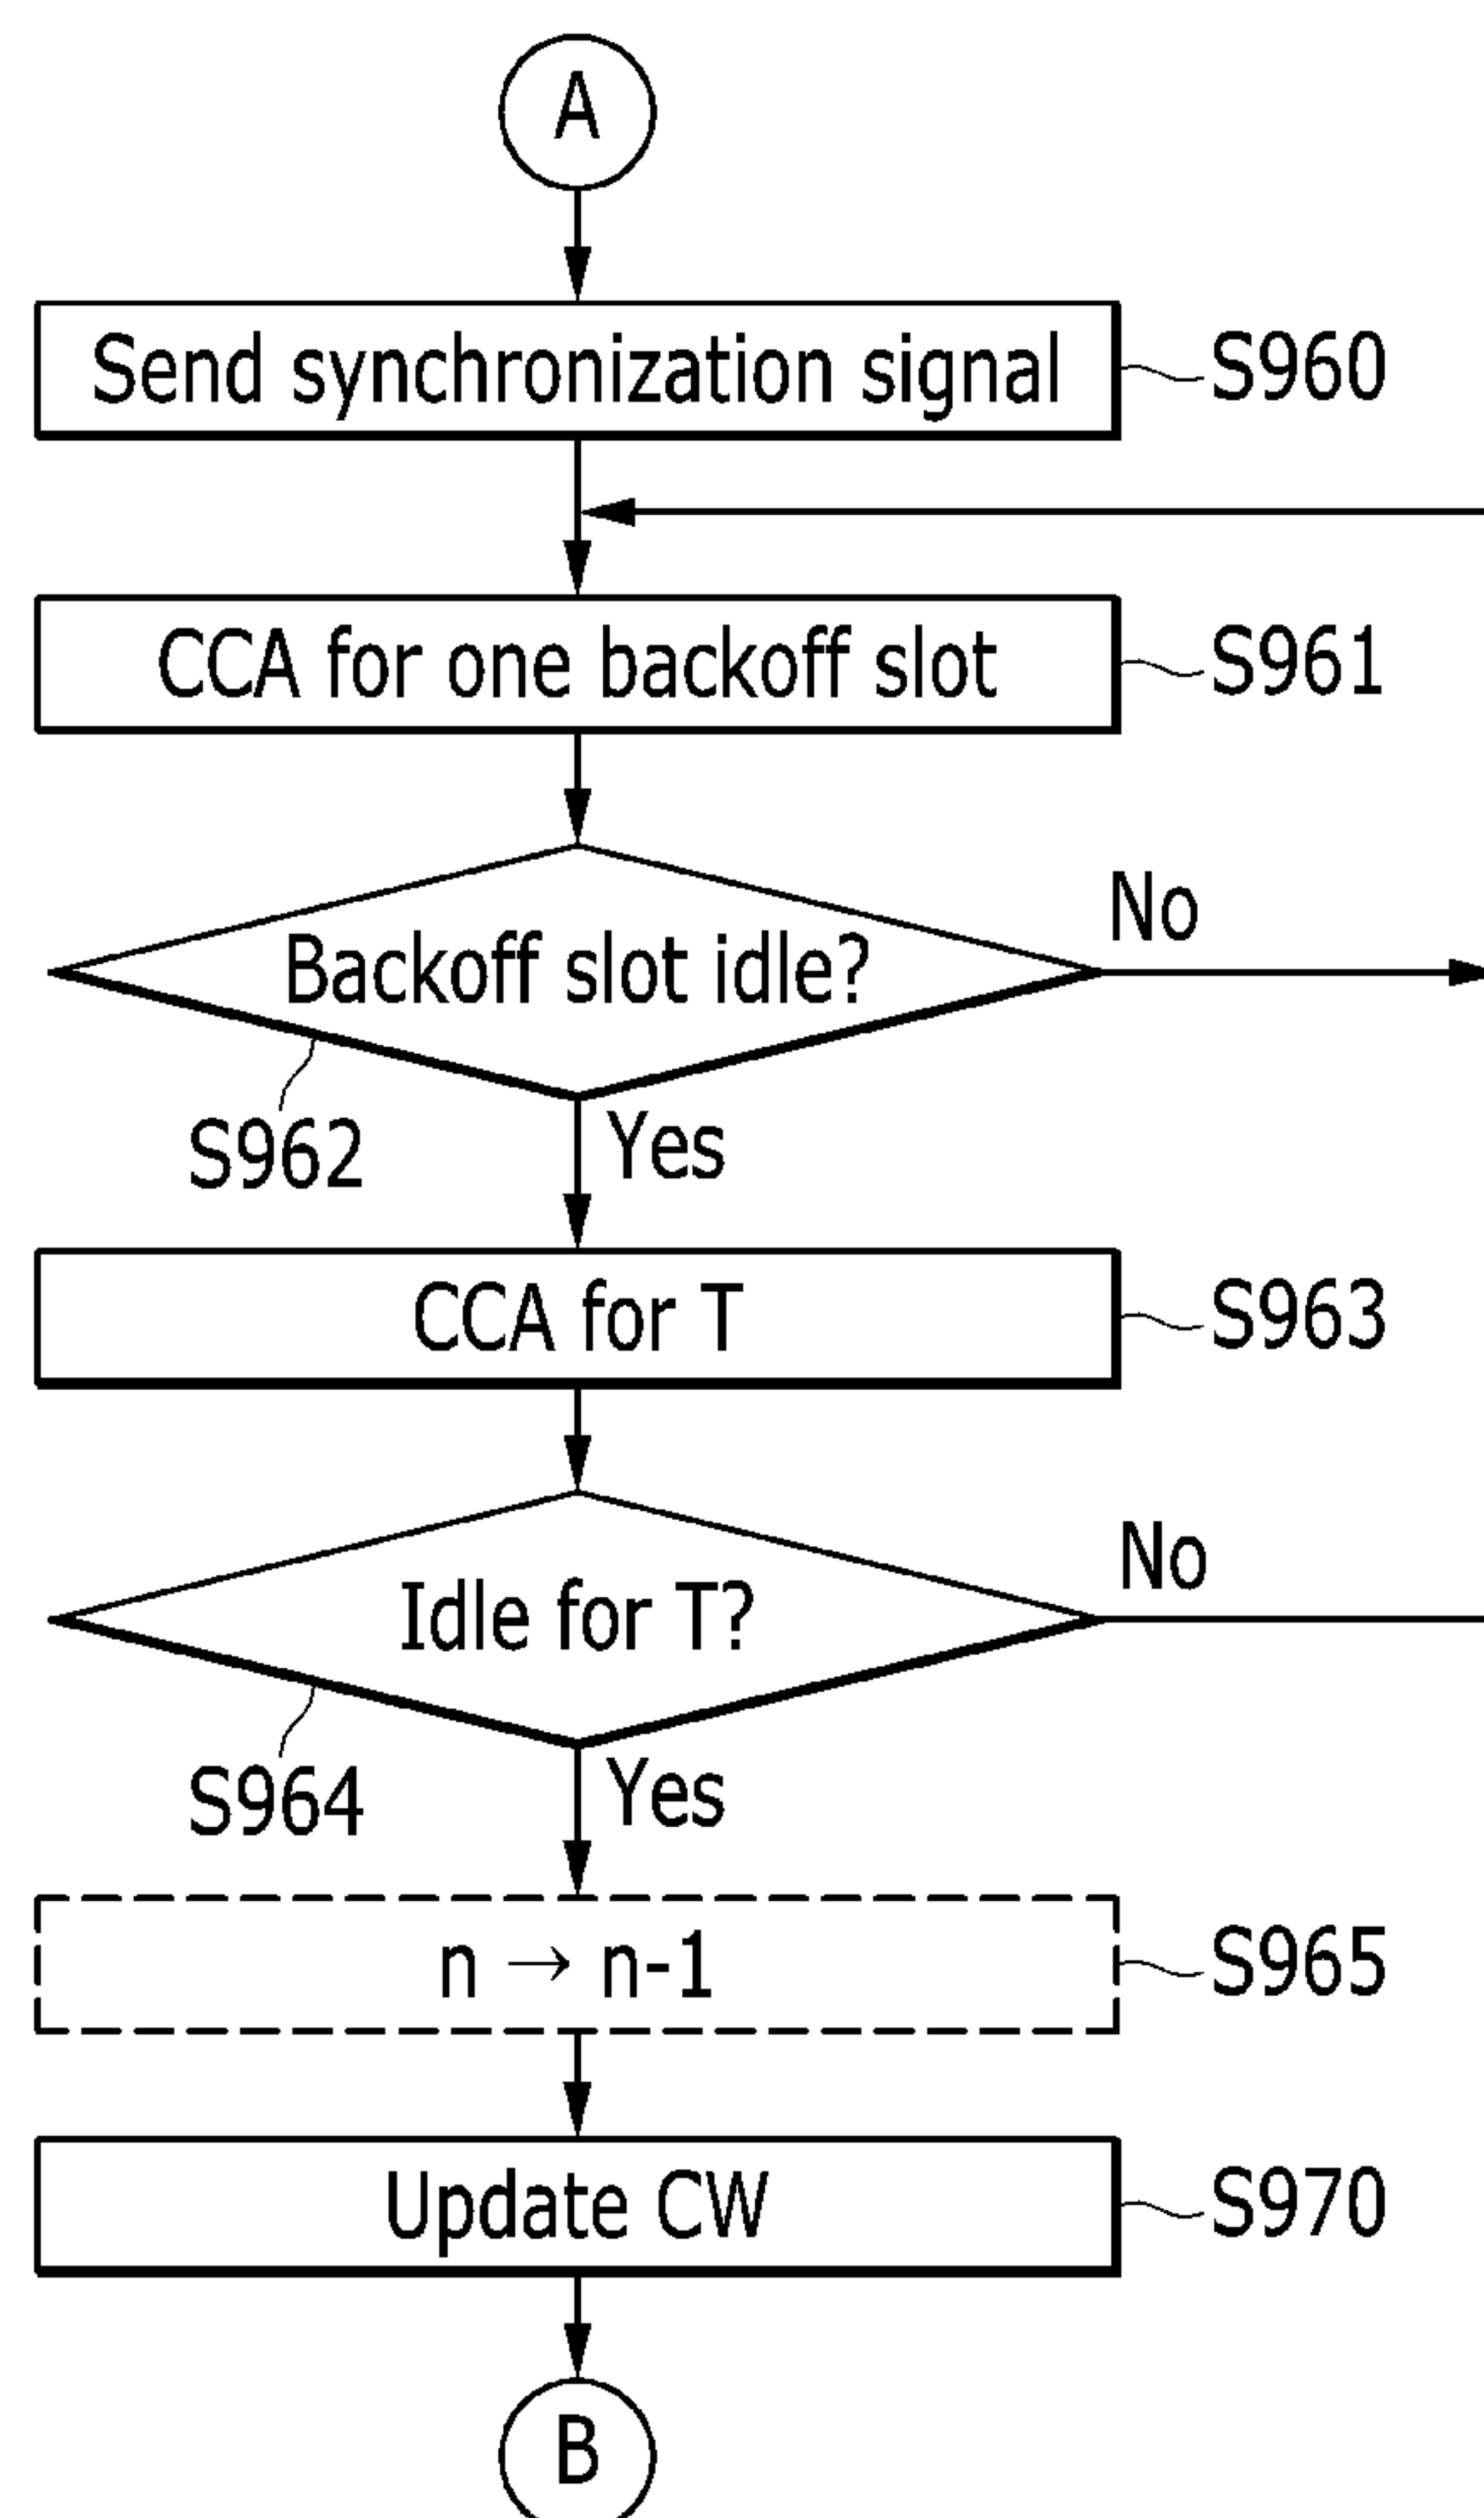 A
Send synchronization signal
S960
CCA for one backoff slot
S961
Backoff slot idle?
No
S962
Yes
CCA for T
S963
Idle for T?
No
S964
Yes
n → n-1
S965
Update CW
S970
B